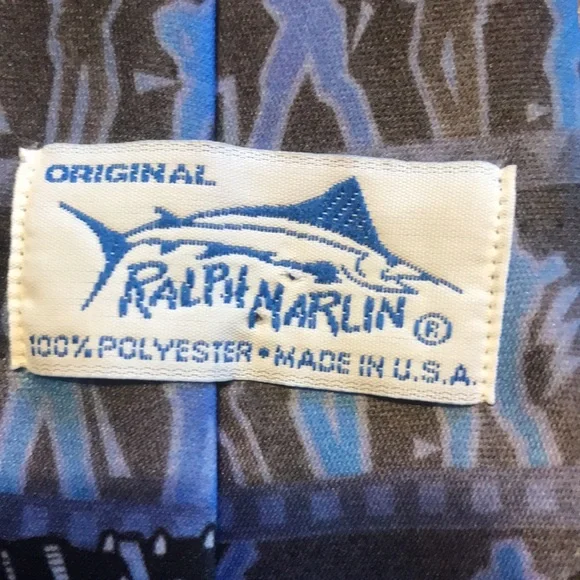 ORIGINAL
RALPH MARLIN ®
100% POLYESTER • MADE IN U.S.A.